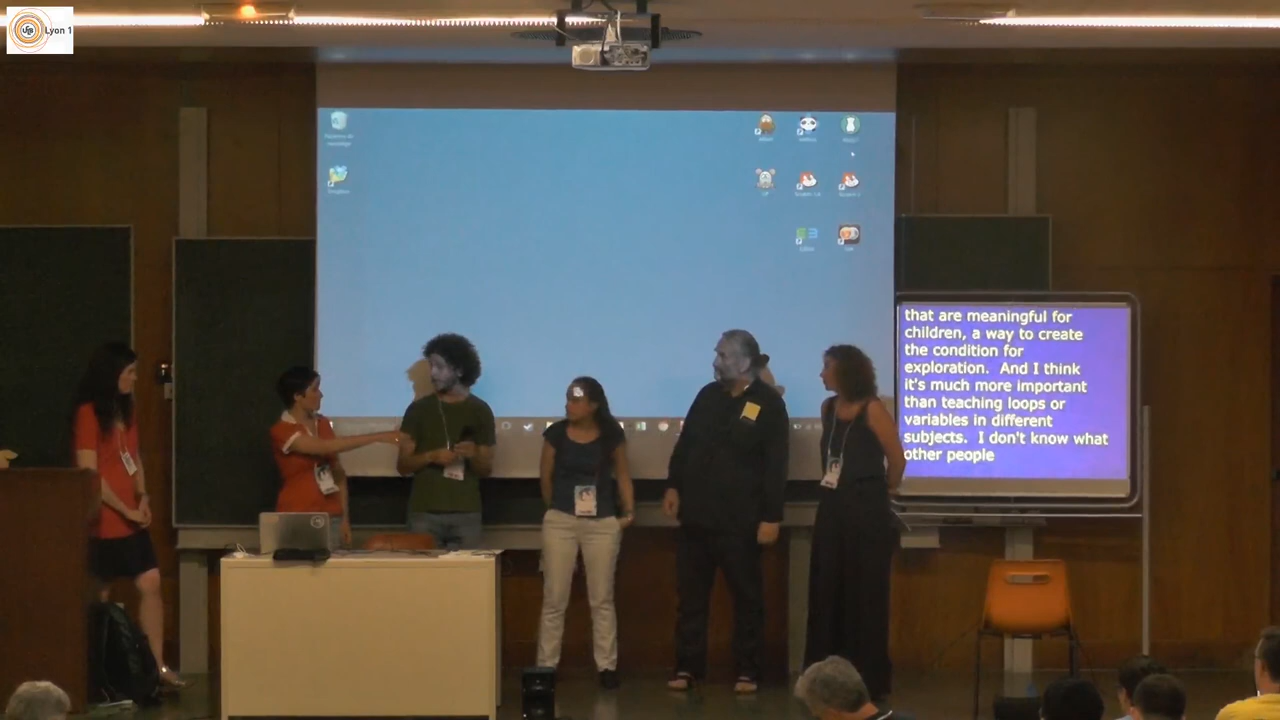 Lyon 1
that are meaningful for
children, a way to create
the condition for
exploration. And I think
it's much more important
than teaching loops or
variables in different
subjects. I don't know what
other people